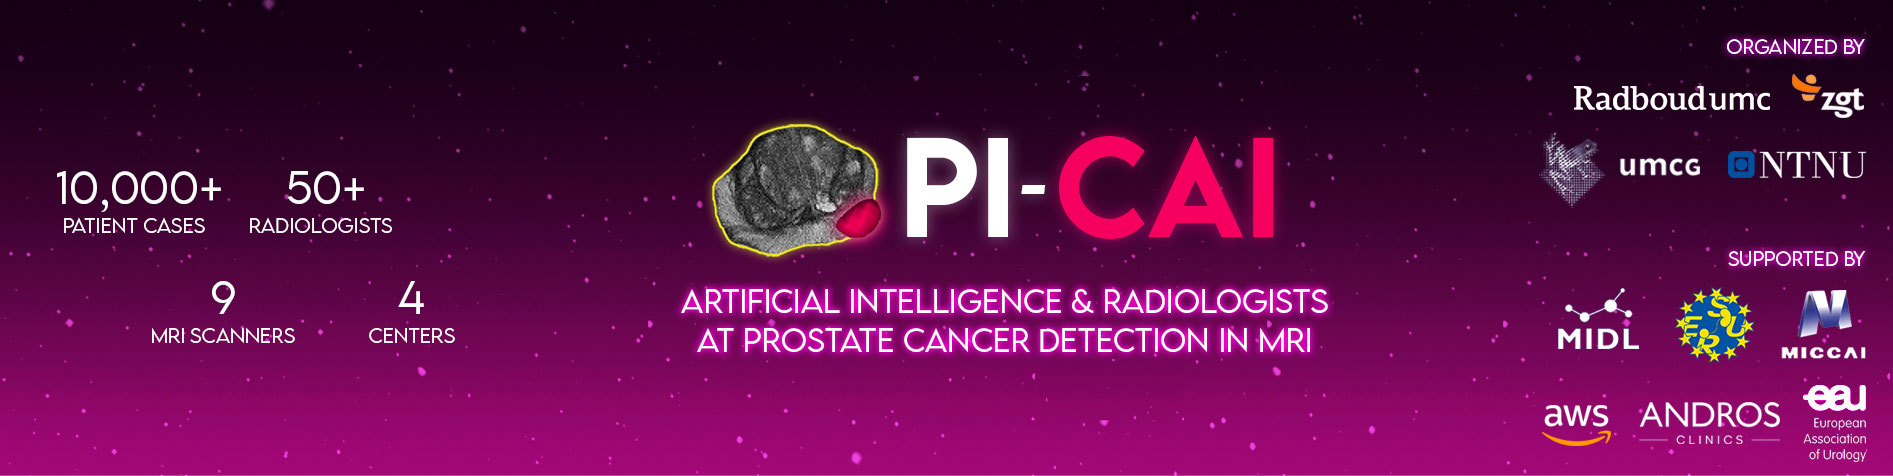 10,000+
PATIENT CASES
50+
RADIOLOGISTS
9
MRI SCANNERS
4
CENTERS
PI-CAI
ARTIFICIAL INTELLIGENCE & RADIOLOGISTS
AT PROSTATE CANCER DETECTION IN MRI
ORGANIZED BY
Radboudumc
zgt
umcg
NTNU
SUPPORTED BY
MIDL
ESUR
MICCAI
aws
ANDROS
CLINICS
eau
European
Association
of Urology